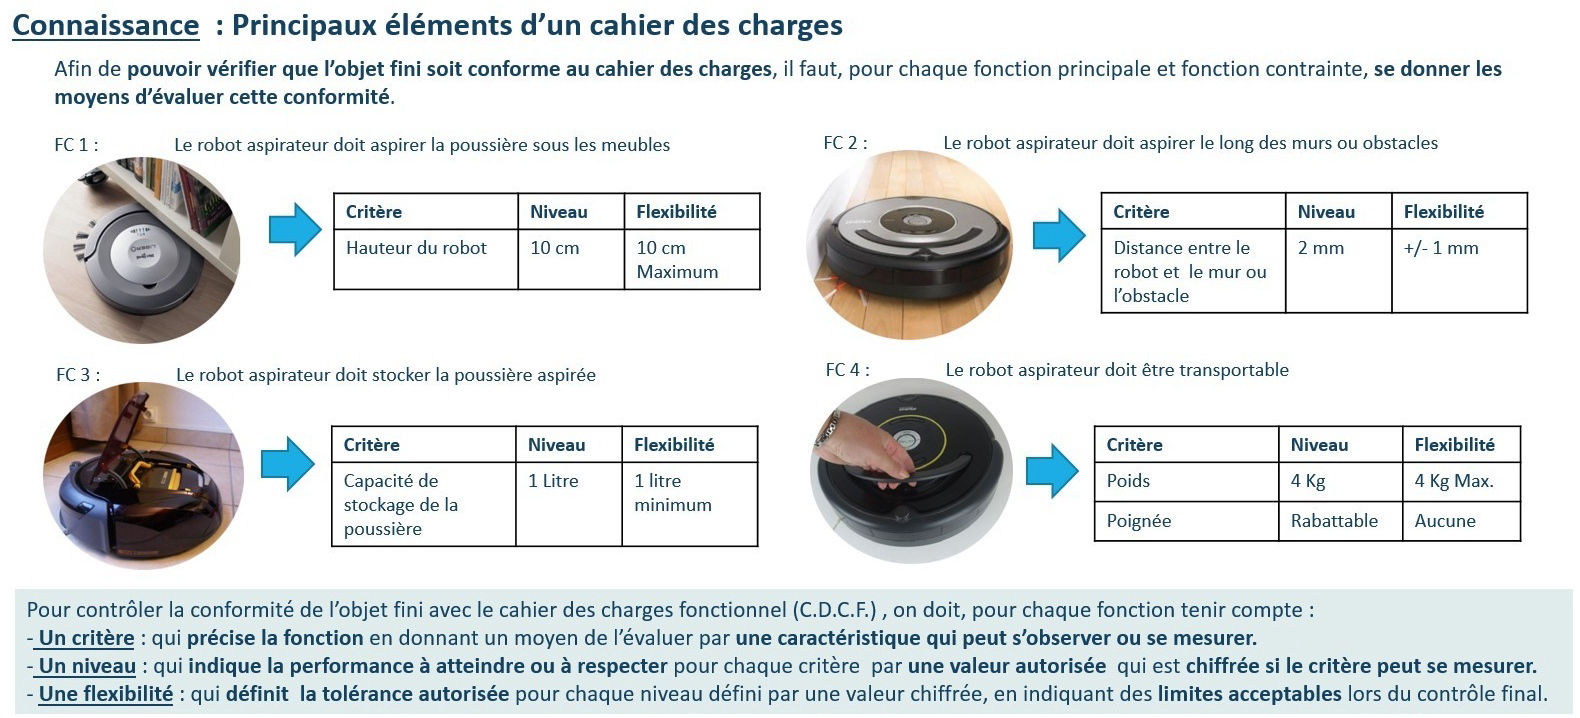 Connaissance : Principaux éléments d’un cahier des charges
Afin de pouvoir vérifier que l’objet fini soit conforme au cahier des charges, il faut, pour chaque fonction principale et fonction contrainte, se donner les
moyens d’évaluer cette conformité.
FC 1 : Le robot aspirateur doit aspirer la poussière sous les meubles
Critère Niveau Flexibilité
Hauteur du robot 10 cm 10 cm
Maximum
FC 2 : Le robot aspirateur doit aspirer le long des murs ou obstacles
Critère Niveau Flexibilité
Distance entre le 2 mm +/- 1 mm
robot et le mur ou
l’obstacle
FC 3 : Le robot aspirateur doit stocker la poussière aspirée
Critère Niveau Flexibilité
Capacité de 1 Litre 1 litre
stockage de la minimum
poussière
FC 4 : Le robot aspirateur doit être transportable
Critère Niveau Flexibilité
Poids 4 Kg 4 Kg Max.
Poignée Rabattable Aucune
Pour contrôler la conformité de l’objet fini avec le cahier des charges fonctionnel (C.D.C.F.) , on doit, pour chaque fonction tenir compte :
- Un critère : qui précise la fonction en donnant un moyen de l’évaluer par une caractéristique qui peut s’observer ou se mesurer.
- Un niveau : qui indique la performance à atteindre ou à respecter pour chaque critère par une valeur autorisée qui est chiffrée si le critère peut se mesurer.
- Une flexibilité : qui définit la tolérance autorisée pour chaque niveau défini par une valeur chiffrée, en indiquant des limites acceptables lors du contrôle final.